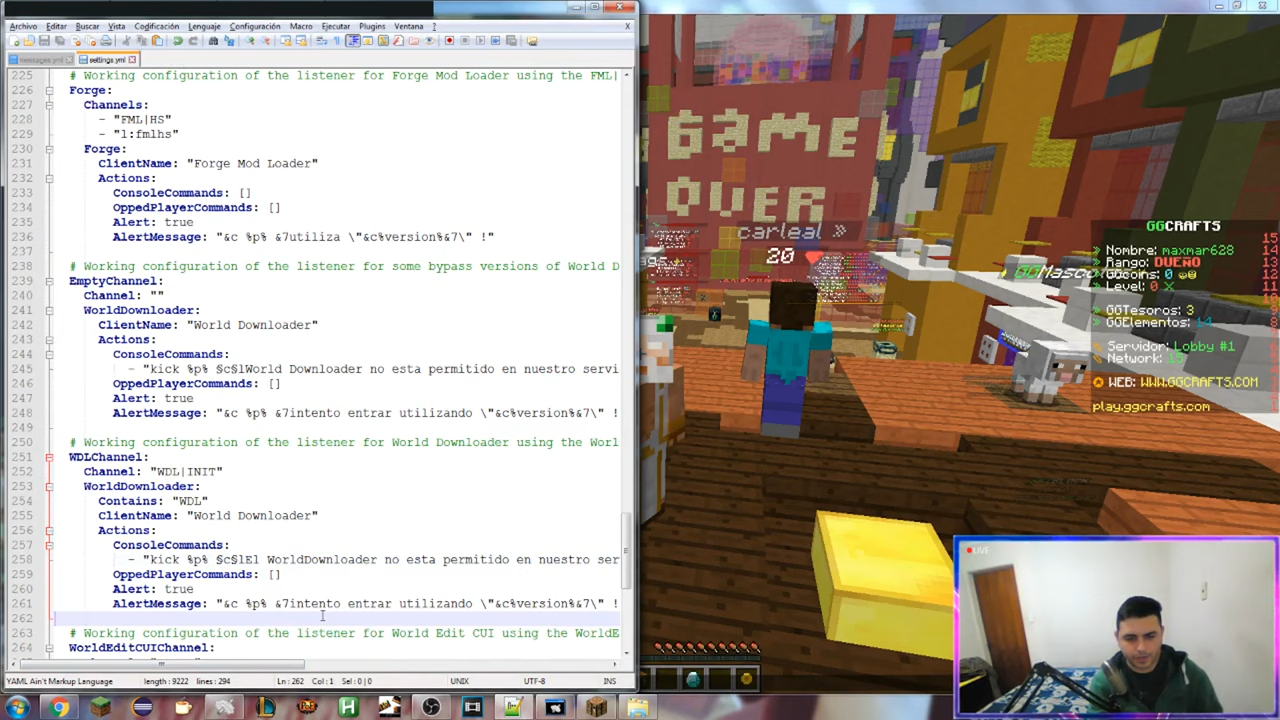 Archivo Editar Buscar Vista Codificación Lenguaje Configuración Macro Ejecutar Plugins Ventana ? X
messages.yml settings.yml
225 # Working configuration of the listener for Forge Mod Loader using the FML|
226 Forge:
227 Channels:
228 - "FML|HS"
229 - "l:fmlhs"
230 Forge:
231 ClientName: "Forge Mod Loader"
232 Actions:
233 ConsoleCommands: []
234 OppedPlayerCommands: []
235 Alert: true
236 AlertMessage: "&c %p% &7utiliza \"&c%version%&7\" !"
237
238 # Working configuration of the listener for some bypass versions of World D
239 EmptyChannel:
240 Channel: ""
241 WorldDownloader:
242 ClientName: "World Downloader"
243 Actions:
244 ConsoleCommands:
245 - "kick %p% §c§lWorld Downloader no esta permitido en nuestro servi
246 OppedPlayerCommands: []
247 Alert: true
248 AlertMessage: "&c %p% &7intento entrar utilizando \"&c%version%&7\" !
249
250 # Working configuration of the listener for World Downloader using the Worl
251 WDLChannel:
252 Channel: "WDL|INIT"
253 WorldDownloader:
254 Contains: "WDL"
255 ClientName: "World Downloader"
256 Actions:
257 ConsoleCommands:
258 - "kick %p% §c§lEl WorldDownloader no esta permitido en nuestro ser
259 OppedPlayerCommands: []
260 Alert: true
261 AlertMessage: "&c %p% &7intento entrar utilizando \"&c%version%&7\" !
262
263 # Working configuration of the listener for World Edit CUI using the WorldE
264 WorldEditCUIChannel:
YAML Ain't Markup Language length : 9222 lines : 294 Ln : 262 Col : 1 Sel : 0 | 0 UNIX UTF-8 INS
GAME
OVER
carleal »
20
GGCRAFTS
» Nombre: maxmar628 14
» Rango: DUEÑO 13
» GGcoins: 0 12
» Level: 0 11
» GGTesoros: 3
» GGElementos: 14
Servidor: Lobby #1
Network: 15
WEB: WWW.GGCRAFTS.COM
play.ggcrafts.com
LIVE